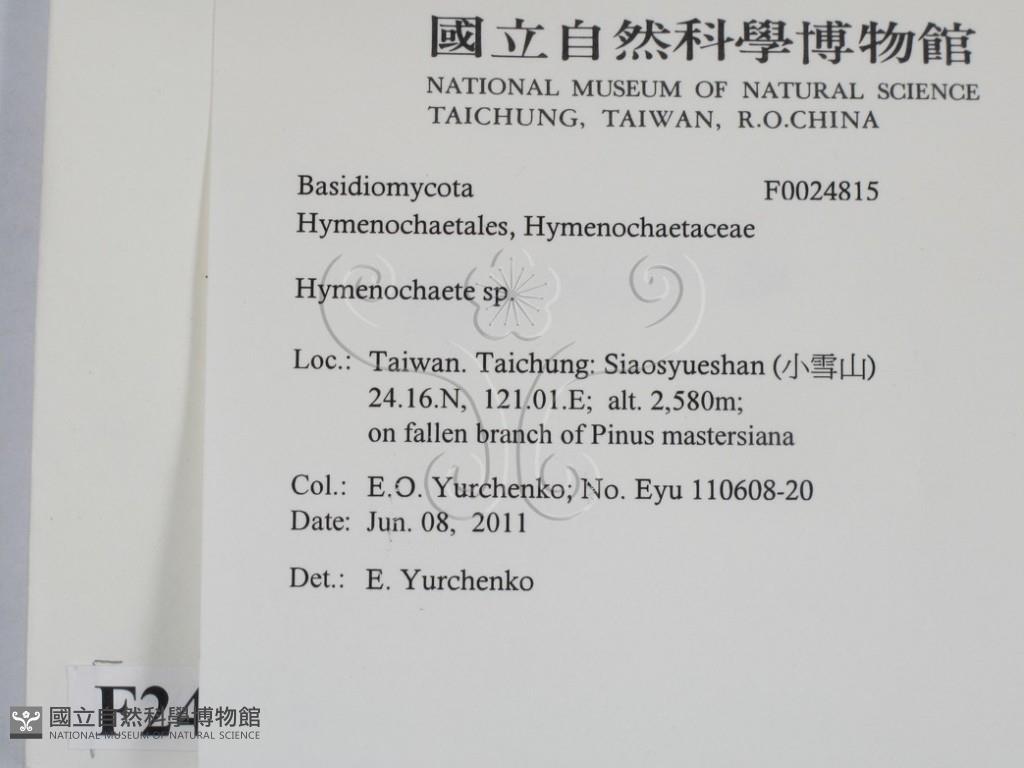 國立自然科學博物館
NATIONAL MUSEUM OF NATURAL SCIENCE
TAICHUNG, TAIWAN, R.O.CHINA
Basidiomycota F0024815
Hymenochaetales, Hymenochaetaceae
Hymenochaete sp.
Loc.: Taiwan. Taichung: Siaosyueshan (小雪山)
24.16.N, 121.01.E; alt. 2,580m;
on fallen branch of Pinus mastersiana
Col.: E.O. Yurchenko; No. Eyu 110608-20
Date: Jun. 08, 2011
Det.: E. Yurchenko
F24
國立自然科學博物館
NATIONAL MUSEUM OF NATURAL SCIENCE